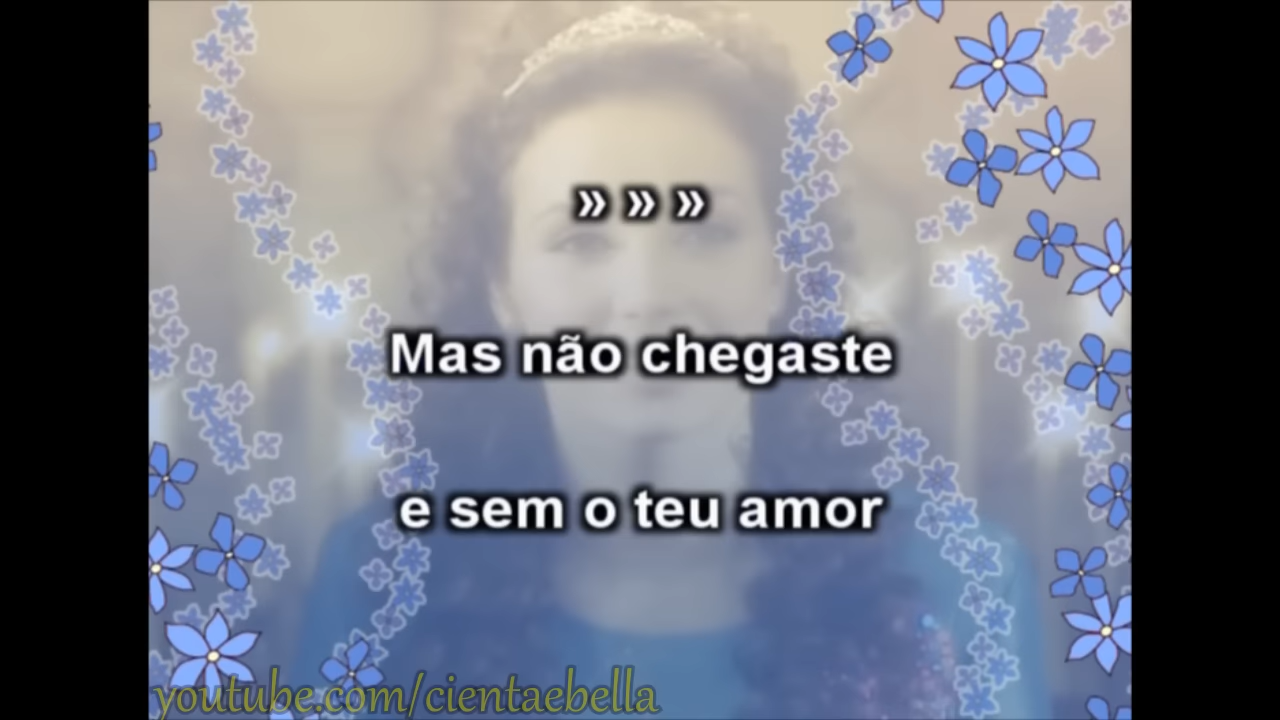 » » »
Mas não chegaste
e sem o teu amor
youtube.com/cientaebella